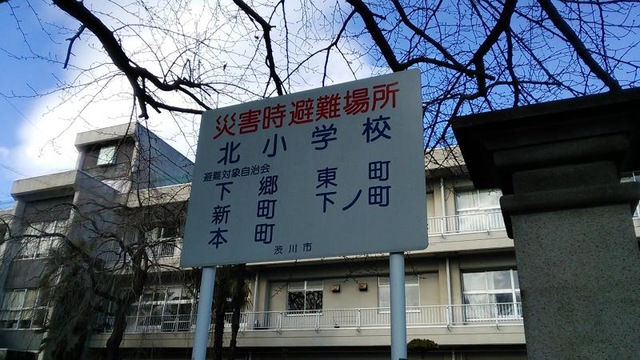 災害時避難場所
北小学校
避難対象自治会
下郷 東町
新町 下ノ町
本町
渋川市